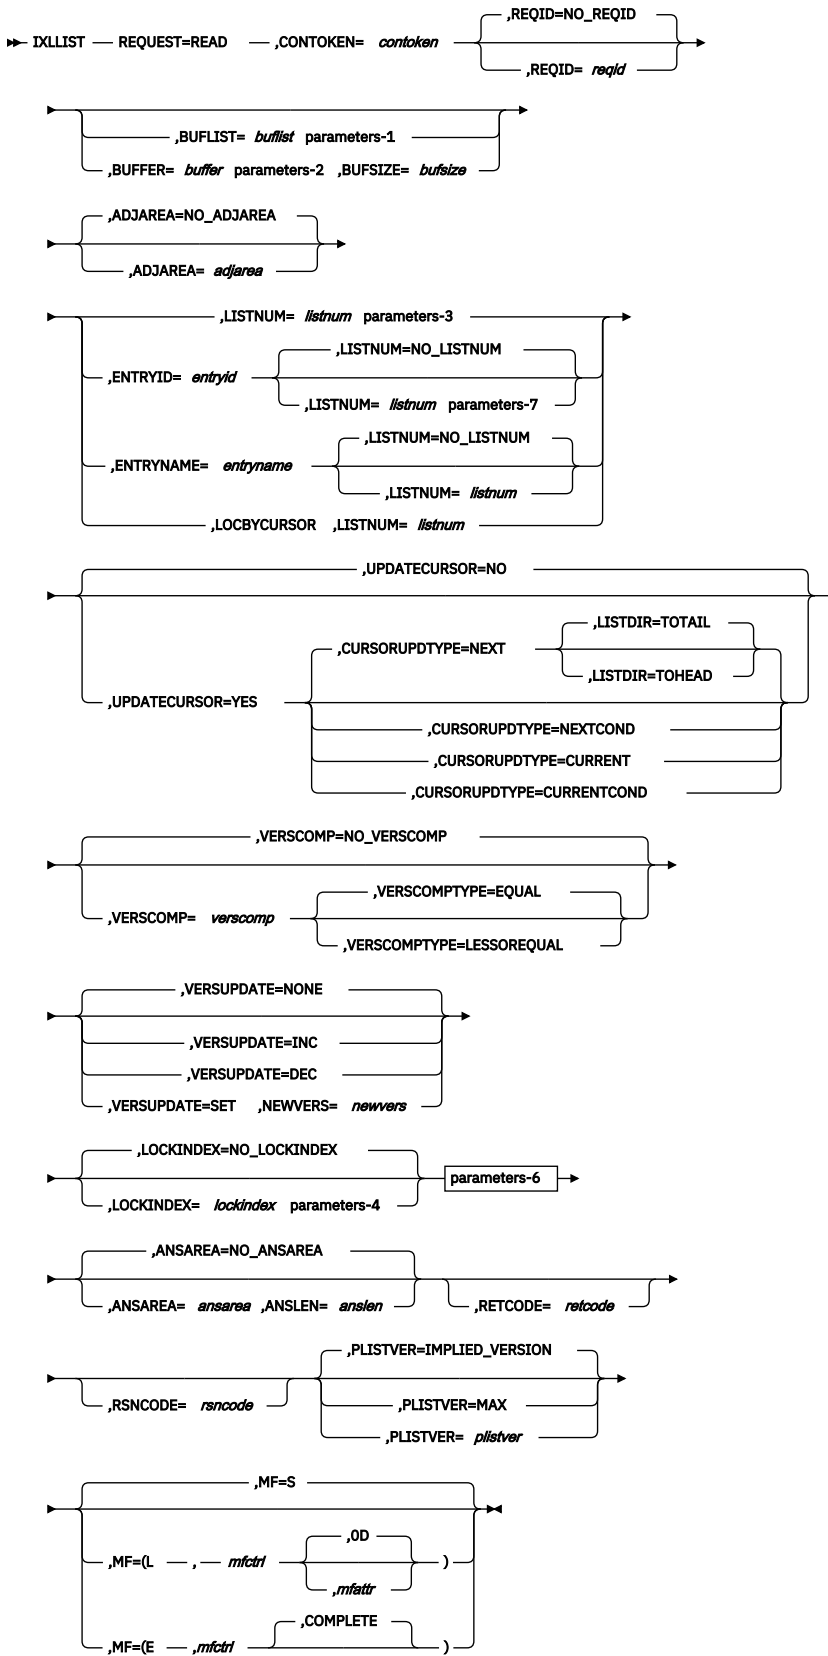 ,REQID=NO_REQID
IXLLIST REQUEST=READ ,CONTOKEN= contoken
,REQID= reqid
,BUFLIST= buflist parameters-1
,BUFFER= buffer parameters-2 ,BUFSIZE= bufsize
,ADJAREA=NO_ADJAREA
,ADJAREA= adjarea
,LISTNUM= listnum parameters-3
,LISTNUM=NO_LISTNUM
,ENTRYID= entryid
,LISTNUM= listnum parameters-7
,LISTNUM=NO_LISTNUM
,ENTRYNAME= entryname
,LISTNUM= listnum
,LOCBYCURSOR ,LISTNUM= listnum
,UPDATECURSOR=NO
,LISTDIR=TOTAIL
,CURSORUPDTYPE=NEXT
,LISTDIR=TOHEAD
,UPDATECURSOR=YES
,CURSORUPDTYPE=NEXTCOND
,CURSORUPDTYPE=CURRENT
,CURSORUPDTYPE=CURRENTCOND
,VERSCOMP=NO_VERSCOMP
,VERSCOMPTYPE=EQUAL
,VERSCOMP= verscomp
,VERSCOMPTYPE=LESSOREQUAL
,VERSUPDATE=NONE
,VERSUPDATE=INC
,VERSUPDATE=DEC
,VERSUPDATE=SET ,NEWVERS= newvers
,LOCKINDEX=NO_LOCKINDEX
parameters-6
,LOCKINDEX= lockindex parameters-4
,ANSAREA=NO_ANSAREA
,ANSAREA= ansarea ,ANSLEN= anslen ,RETCODE= retcode
,PLISTVER=IMPLIED_VERSION
,RSNCODE= rsncode ,PLISTVER=MAX
,PLISTVER= plistver
,MF=S
,0D
,MF=(L , mfctrl )
,mfattr
,COMPLETE
,MF=(E ,mfctrl )